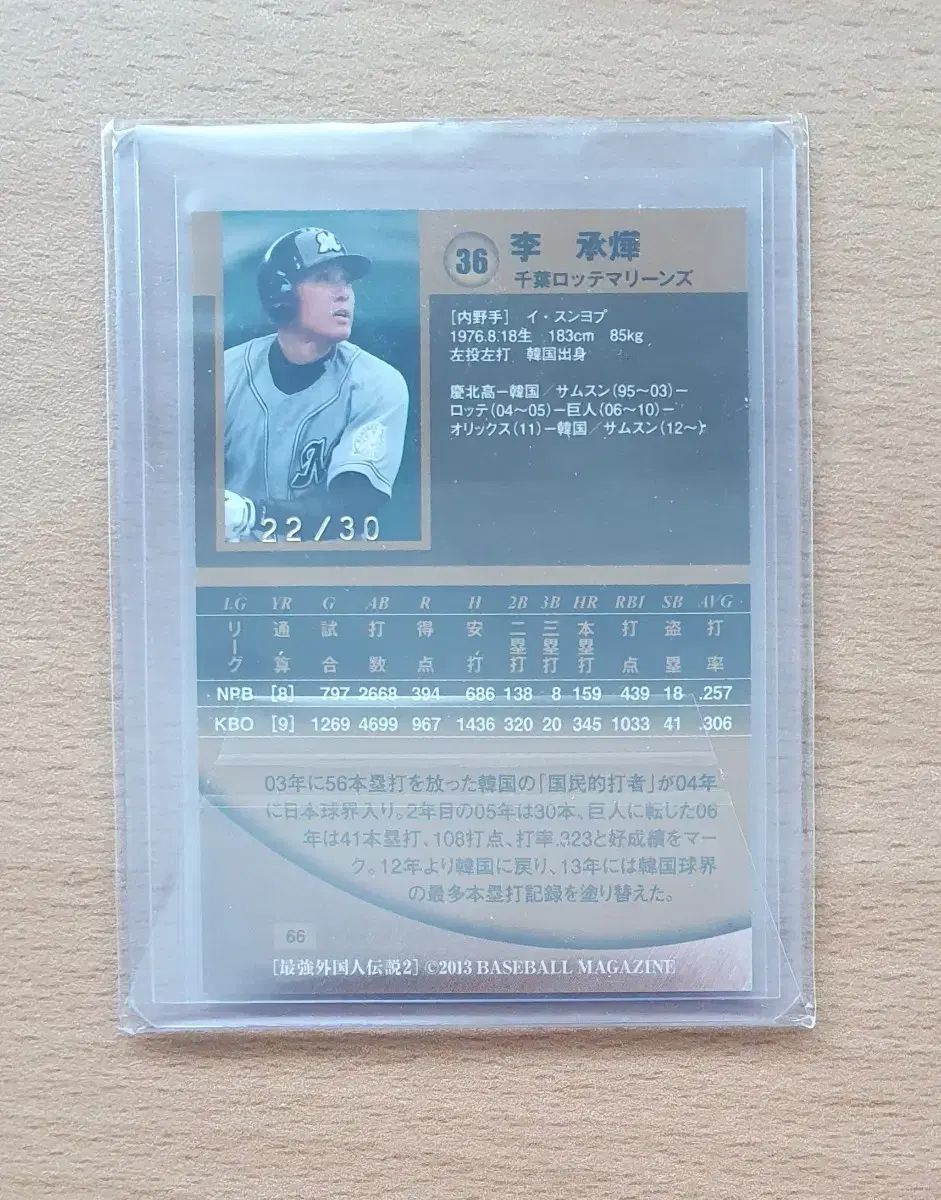 36 李 承燁
千葉ロッテマリーンズ
[内野手] イ・スンヨプ
1976.8.18生 183cm 85kg
左投左打 韓国出身
慶北高ー韓国/サムスン(95〜03)ー
ロッテ(04〜05)ー巨人(06〜10)ー
オリックス(11)ー韓国/サムスン(12〜)
M
22/30
LG YR G AB R H 2B 3B HR RBI SB AVG
リーグ 通算 試合 打数 得点 安打 二塁打 三塁打 本塁打 打点 盗塁 打率
NPB [8] 797 2668 394 686 138 8 159 439 18 .257
KBO [9] 1269 4699 967 1436 320 20 345 1033 41 .306
03年に56本塁打を放った韓国の「国民的打者」が04年
に日本球界入り。2年目の05年は30本、巨人に転じた06
年は41本塁打、108打点、打率.323と好成績をマー
ク。12年より韓国に戻り、13年には韓国球界
の最多本塁打記録を塗り替えた。
66
[最強外国人伝説2] ©2013 BASEBALL MAGAZINE